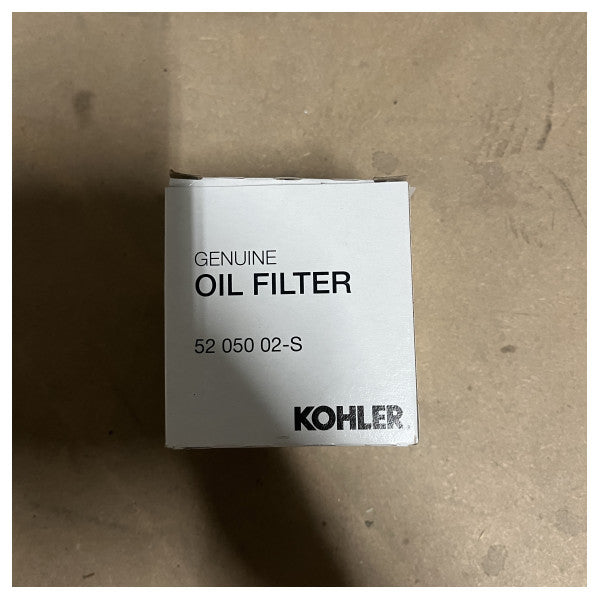 GENUINE
OIL FILTER
52 050 02-S
KOHLER